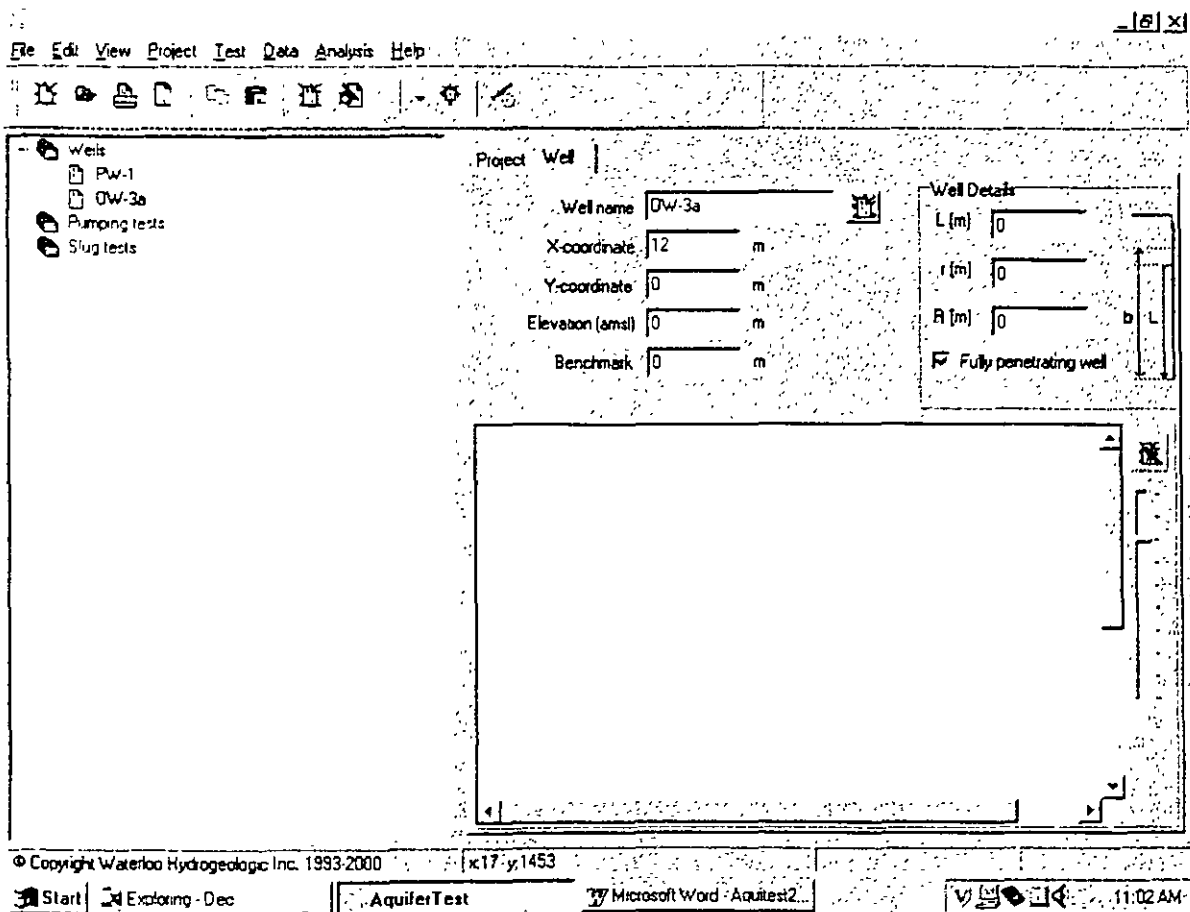 File Edit View Project Test Data Analysis Help
Wells
PW-1
OW-3a
Pumping tests
Slug tests
Project Well
Well name OW-3a
X-coordinate 12 m
Y-coordinate 0 m
Elevation (amsl) 0 m
Benchmark 0 m
Well Details
L [m] 0
r [m] 0
R [m] 0
b L
Fully penetrating well
© Copyright Waterloo Hydrogeologic Inc. 1993-2000
x:17 y:1453
Start Exploring - Dec AquiferTest Microsoft Word - Aquitest2... 11:02 AM